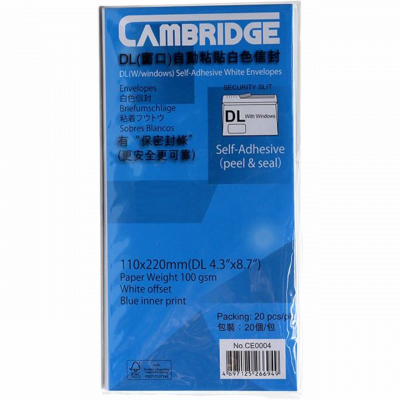 CAMBRIDGE
DL(窗口)自動粘貼白色信封
DL(W/windows) Self-Adhesive White Envelopes
Envelopes
白色信封
Briefumschläge
粘着フウトウ
Sobres Blancos
有 "保密封條"
(更安全更可靠)
SECURITY SLIT
DL With Windows
Self-Adhesive
(peel & seal)
110x220mm(DL 4.3"x8.7")
Paper Weight 100 gsm
White offset
Blue inner print
Packing: 20 pcs/
包裝：20個/包
No.CE0004
4 897125 266949
FSC